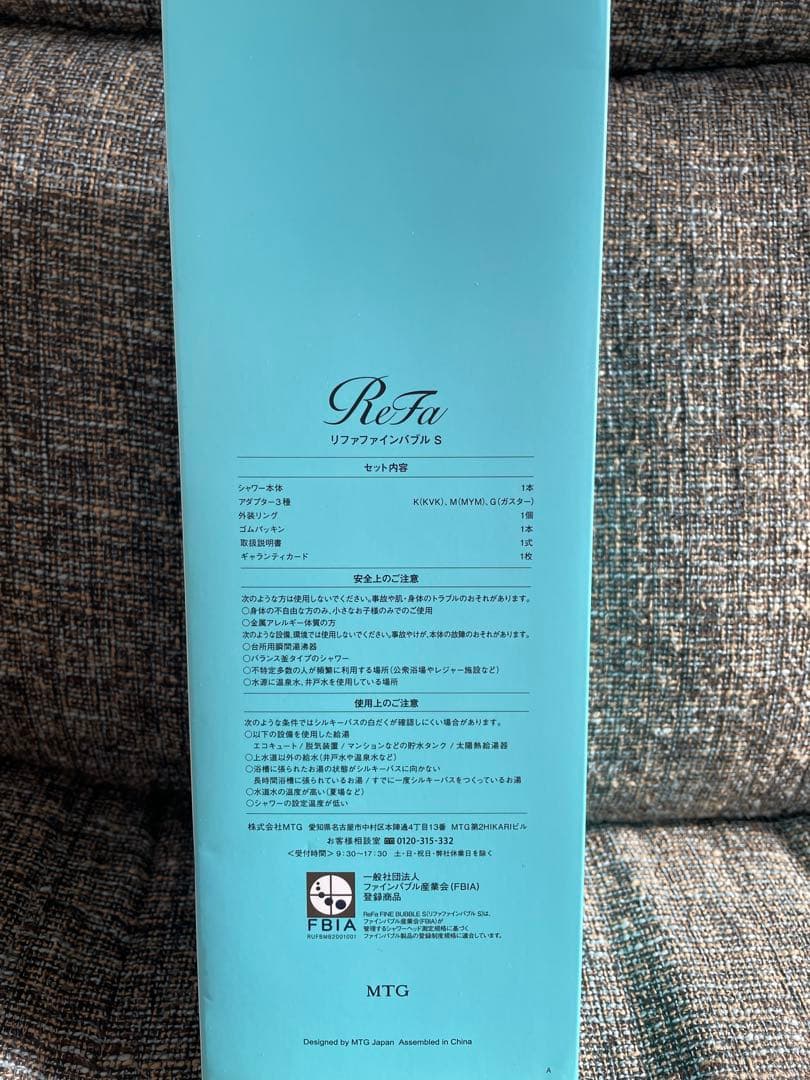 ReFa
リファファインバブル S
セット内容
シャワー本体 1本
アダプター3種 K(KVK)、M(MYM)、G(ガスター)
外装リング 1個
ゴムパッキン 1本
取扱説明書 1式
ギャランティカード 1枚
安全上のご注意
次のような方は使用しないでください。事故や肌・身体のトラブルのおそれがあります。
○身体の不自由な方のみ、小さなお子様のみでのご使用
○金属アレルギー体質の方
次のような設備、環境では使用しないでください。事故やけが、本体の故障のおそれがあります。
○台所用瞬間湯沸器
○バランス釜タイプのシャワー
○不特定多数の人が頻繁に利用する場所(公衆浴場やレジャー施設など)
○水源に温泉水、井戸水を使用している場所
使用上のご注意
次のような条件ではシルキーバスの白だくが確認しにくい場合があります。
○以下の設備を使用した給湯
エコキュート / 脱気装置 / マンションなどの貯水タンク / 太陽熱給湯器
○上水道以外の給水(井戸水や温泉水など)
○浴槽に張られたお湯の状態がシルキーバスに向かない
長時間浴槽に張られているお湯 / すでに一度シルキーバスをつくっているお湯
○水道水の温度が高い(夏場など)
○シャワーの設定温度が低い
株式会社MTG 愛知県名古屋市中村区本陣通4丁目13番 MTG第2HIKARIビル
お客様相談室 0120-315-332
<受付時間> 9:30~17:30 土・日・祝日・弊社休業日を除く
一般社団法人
ファインバブル産業会(FBIA)
登録商品
FBIA
RUFBMB2001001
ReFa FINE BUBBLE S(リファファインバブル S)は、
ファインバブル産業会(FBIA)が
管理するシャワーヘッド測定規格に基づく
ファインバブル製品の登録制度規格に適合しています。
MTG
Designed by MTG Japan Assembled in China
A